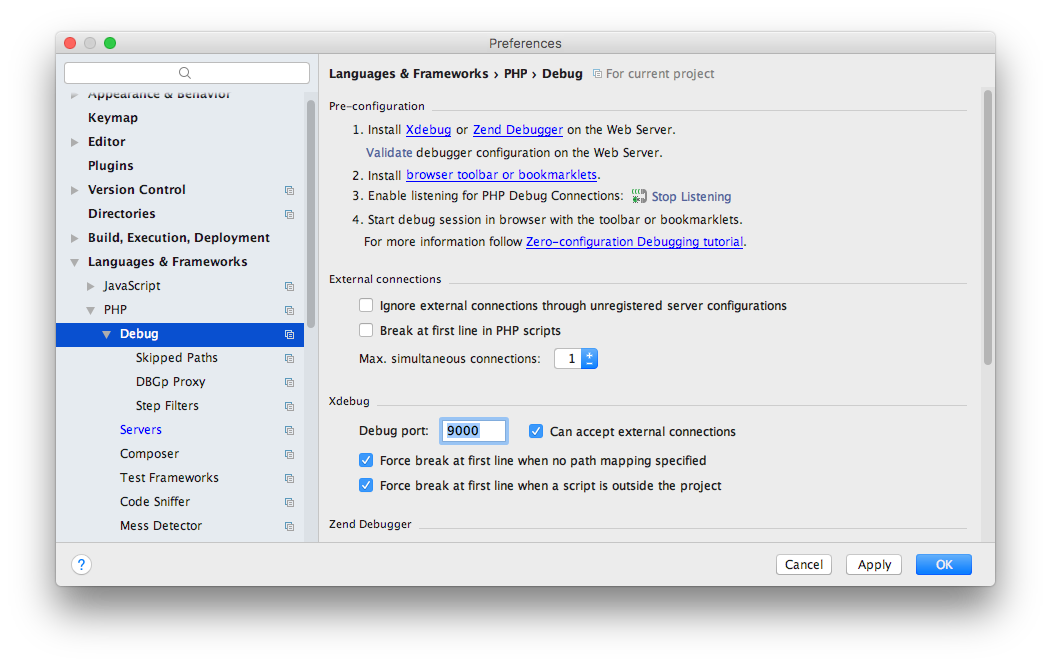 Preferences
Appearance & Behavior
Keymap
Editor
Plugins
Version Control
Directories
Build, Execution, Deployment
Languages & Frameworks
JavaScript
PHP
Debug
Skipped Paths
DBGp Proxy
Step Filters
Servers
Composer
Test Frameworks
Code Sniffer
Mess Detector
Languages & Frameworks › PHP › Debug For current project
Pre-configuration
1. Install Xdebug or Zend Debugger on the Web Server.
Validate debugger configuration on the Web Server.
2. Install browser toolbar or bookmarklets.
3. Enable listening for PHP Debug Connections: Stop Listening
4. Start debug session in browser with the toolbar or bookmarklets.
For more information follow Zero-configuration Debugging tutorial.
External connections
Ignore external connections through unregistered server configurations
Break at first line in PHP scripts
Max. simultaneous connections: 1
Xdebug
Debug port: 9000 Can accept external connections
Force break at first line when no path mapping specified
Force break at first line when a script is outside the project
Zend Debugger
? Cancel Apply OK